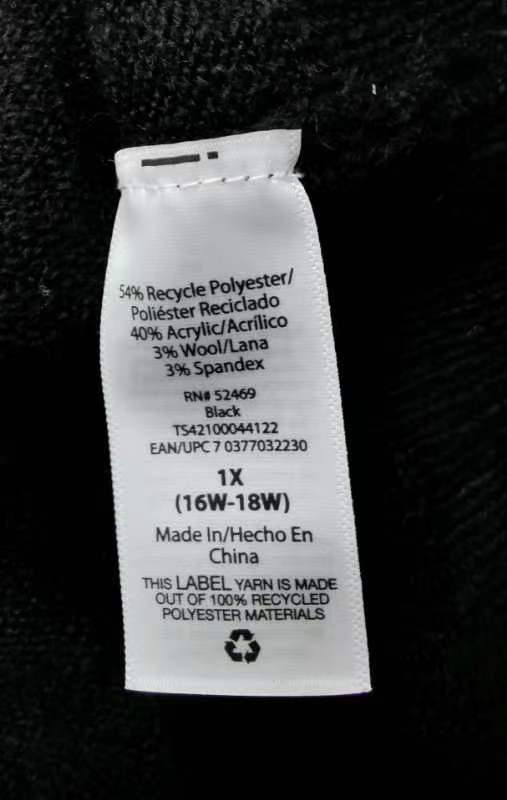 54% Recycle Polyester/
Poliéster Reciclado
40% Acrylic/Acrílico
3% Wool/Lana
3% Spandex
RN# 52469
Black
TS42100044122
EAN/UPC 7 0377032230
1X
(16W-18W)
Made In/Hecho En
China
THIS LABEL YARN IS MADE
OUT OF 100% RECYCLED
POLYESTER MATERIALS